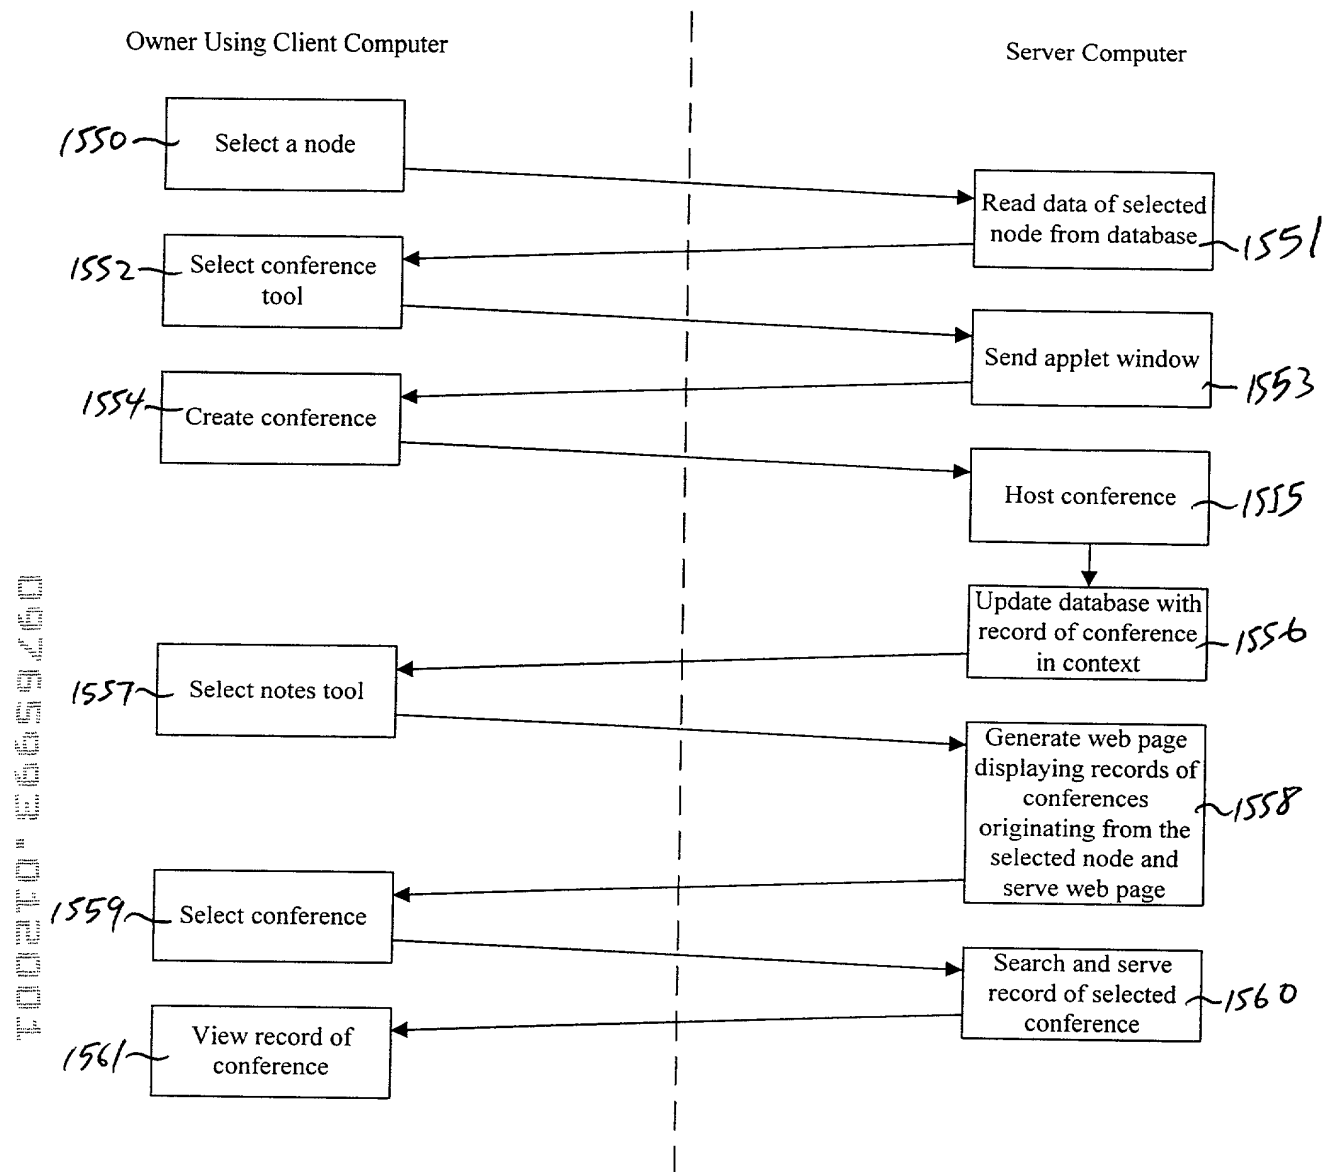 Owner Using Client Computer
Server Computer
1550
Select a node
Read data of selected
node from database
1551
1552
Select conference
tool
Send applet window
1553
1554
Create conference
Host conference
1555
Update database with
record of conference
in context
1556
1557
Select notes tool
Generate web page
displaying records of
conferences
originating from the
selected node and
serve web page
1558
1559
Select conference
Search and serve
record of selected
conference
1560
1561
View record of
conference